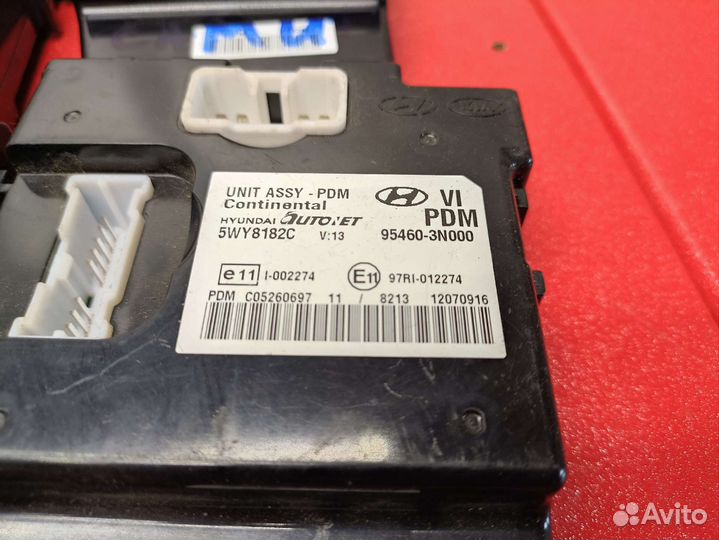 UNIT ASSY - PDM
Continental
HYUNDAI AUTONET
5WY8182C V:13
VI
PDM
95460-3N000
e11 I-002274
E11 97RI-012274
PDM C05260697 11 / 8213 12070916
KIA
Avito